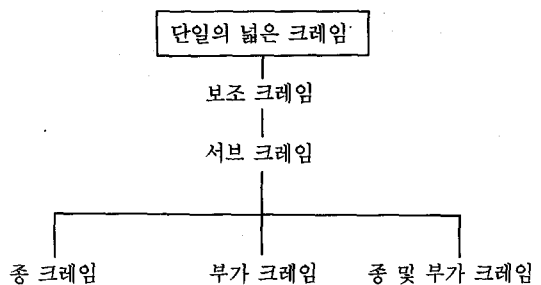 단일의 넓은 크레임
보조 크레임
서브 크레임
종 크레임 부가 크레임 종 및 부가 크레임